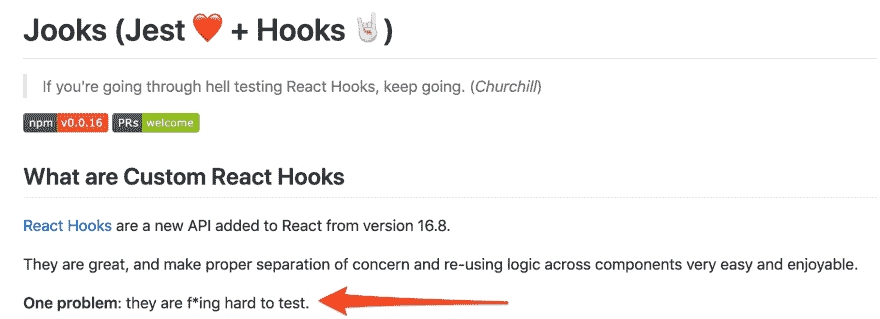 Jooks (Jest ❤️ + Hooks 🤘🏻)
If you're going through hell testing React Hooks, keep going. (Churchill)
npm v0.0.16 PRs welcome
What are Custom React Hooks
React Hooks are a new API added to React from version 16.8.
They are great, and make proper separation of concern and re-using logic across components very easy and enjoyable.
One problem: they are f*ing hard to test.